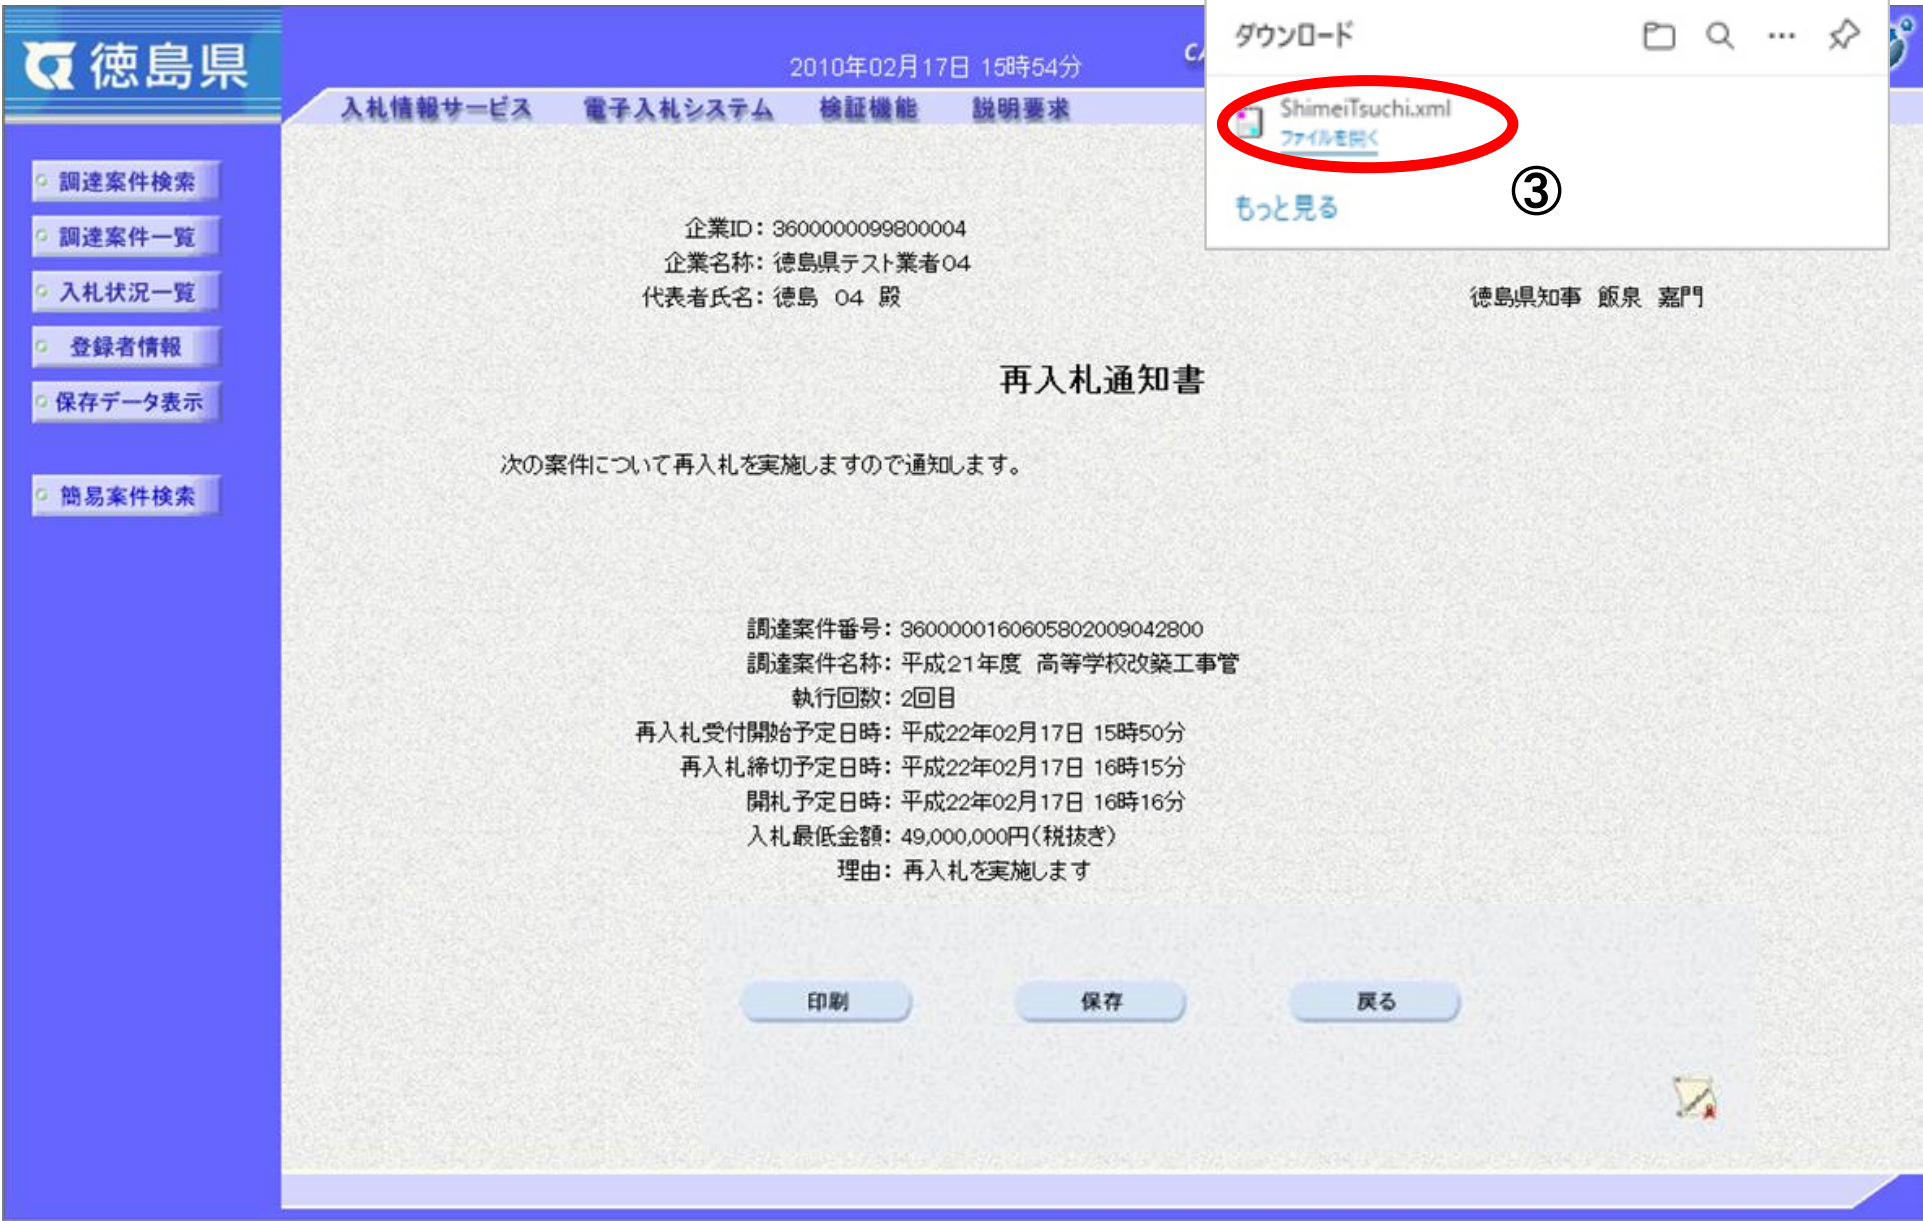 徳島県
2010年02月17日 15時54分
入札情報サービス 電子入札システム 検証機能 説明要求
ダウンロード
ShimeiTsuchi.xml
ファイルを開く
もっと見る
③
調達案件検索
調達案件一覧
入札状況一覧
登録者情報
保存データ表示
簡易案件検索
企業ID：3600000099800004
企業名称：徳島県テスト業者04
代表者氏名：徳島 04 殿
徳島県知事 飯泉 嘉門
再入札通知書
次の案件について再入札を実施しますので通知します。
調達案件番号：3600000160605802009042800
調達案件名称：平成21年度 高等学校改築工事管
執行回数：2回目
再入札受付開始予定日時：平成22年02月17日 15時50分
再入札締切予定日時：平成22年02月17日 16時15分
開札予定日時：平成22年02月17日 16時16分
入札最低金額：49,000,000円(税抜き)
理由：再入札を実施します
印刷 保存 戻る